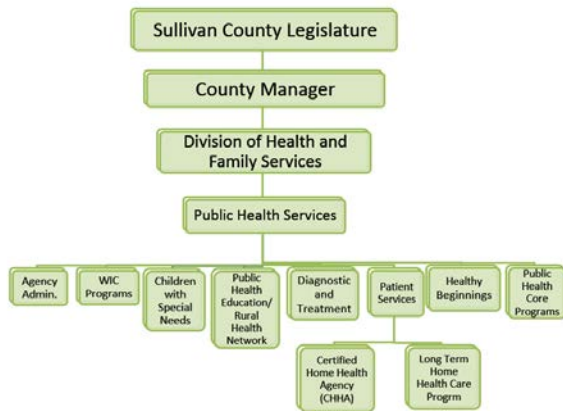 Sullivan County Legislature
County Manager
Division of Health and
Family Services
Public Health Services
Agency
Admin.
WIC
Programs
Children
with
Special
Needs
Public
Health
Education/
Rural
Health
Network
Diagnostic
and
Treatment
Patient
Services
Healthy
Beginnings
Public
Health
Core
Programs
Certified
Home Health
Agency
(CHHA)
Long Term
Home
Health Care
Progrm